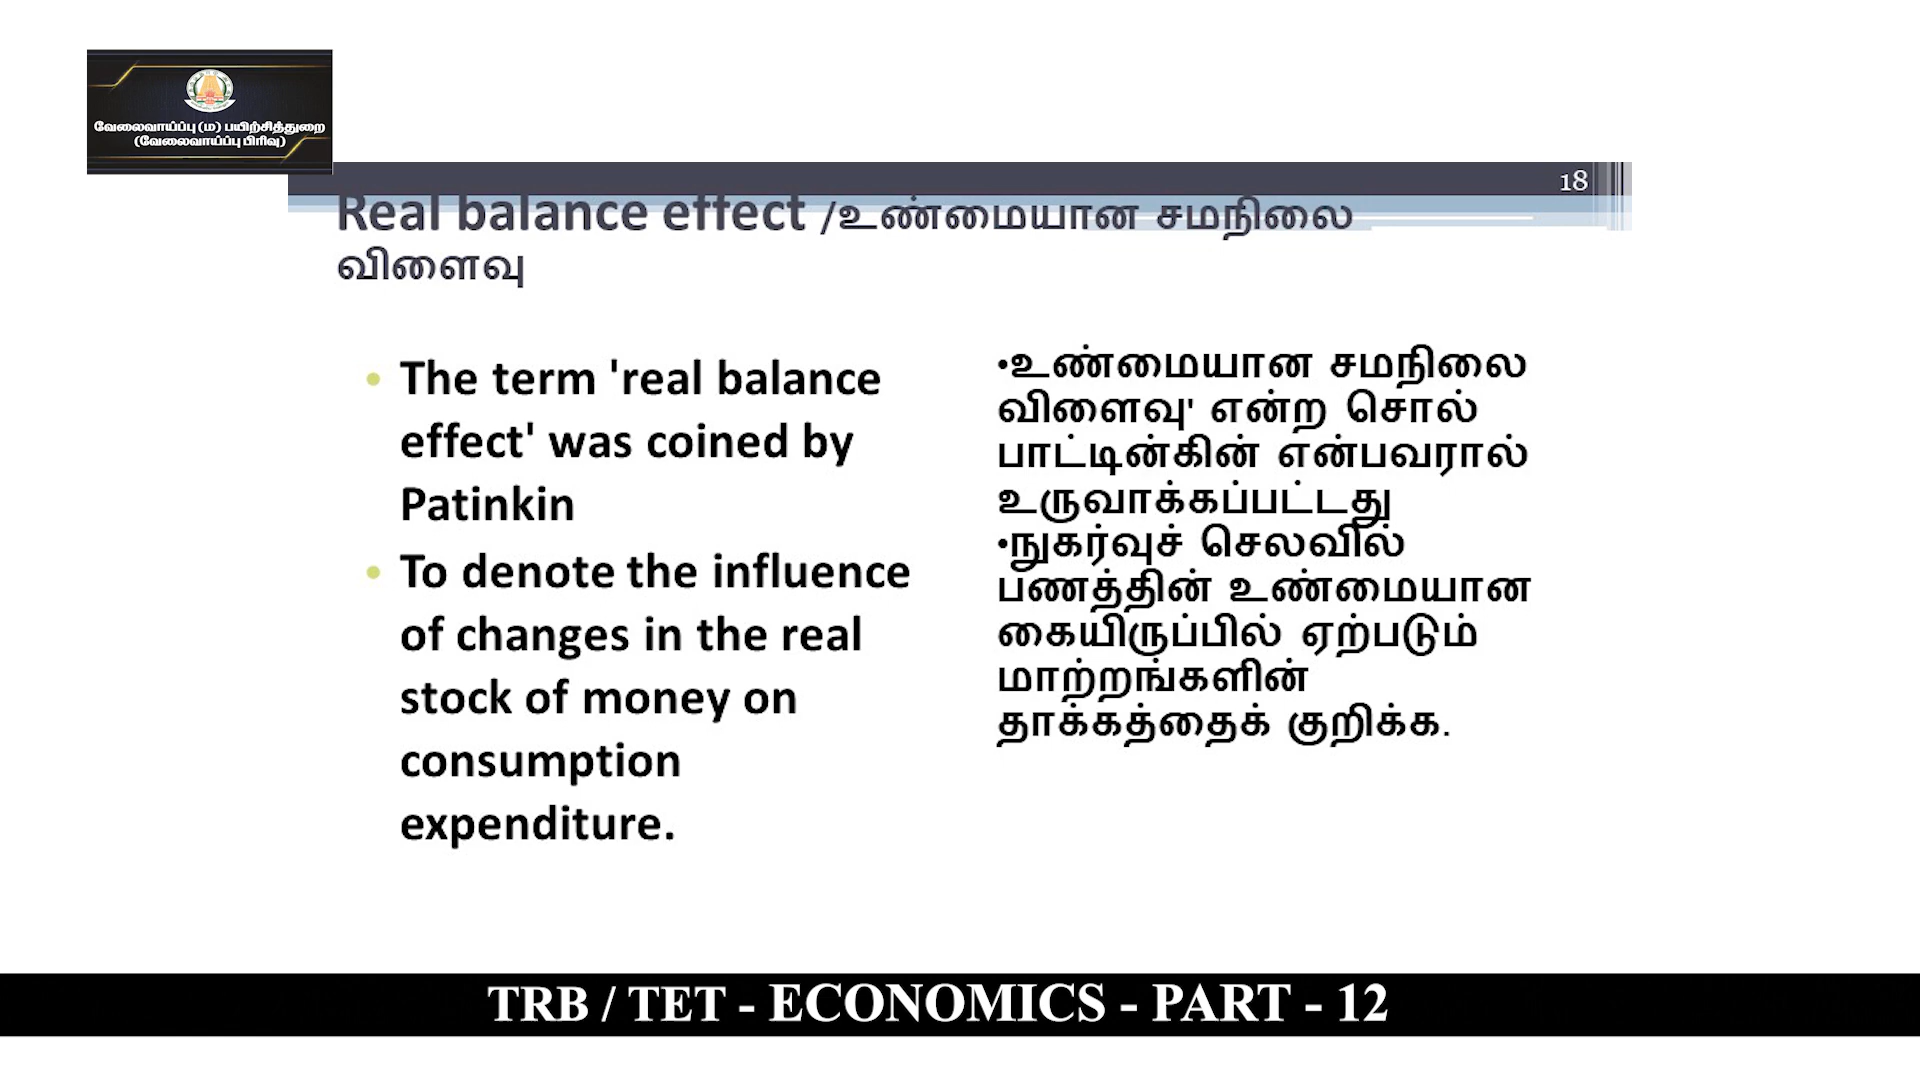 வேலைவாய்ப்பு (ம) பயிற்சித்துறை
(வேலைவாய்ப்பு பிரிவு)
18
Real balance effect /உண்மையான சமநிலை
விளைவு
• The term 'real balance
effect' was coined by
Patinkin
• To denote the influence
of changes in the real
stock of money on
consumption
expenditure.
•உண்மையான சமநிலை
விளைவு' என்ற சொல்
பாட்டின்கின் என்பவரால்
உருவாக்கப்பட்டது
•நுகர்வுச் செலவில்
பணத்தின் உண்மையான
கையிருப்பில் ஏற்படும்
மாற்றங்களின்
தாக்கத்தைக் குறிக்க.
TRB / TET - ECONOMICS - PART - 12